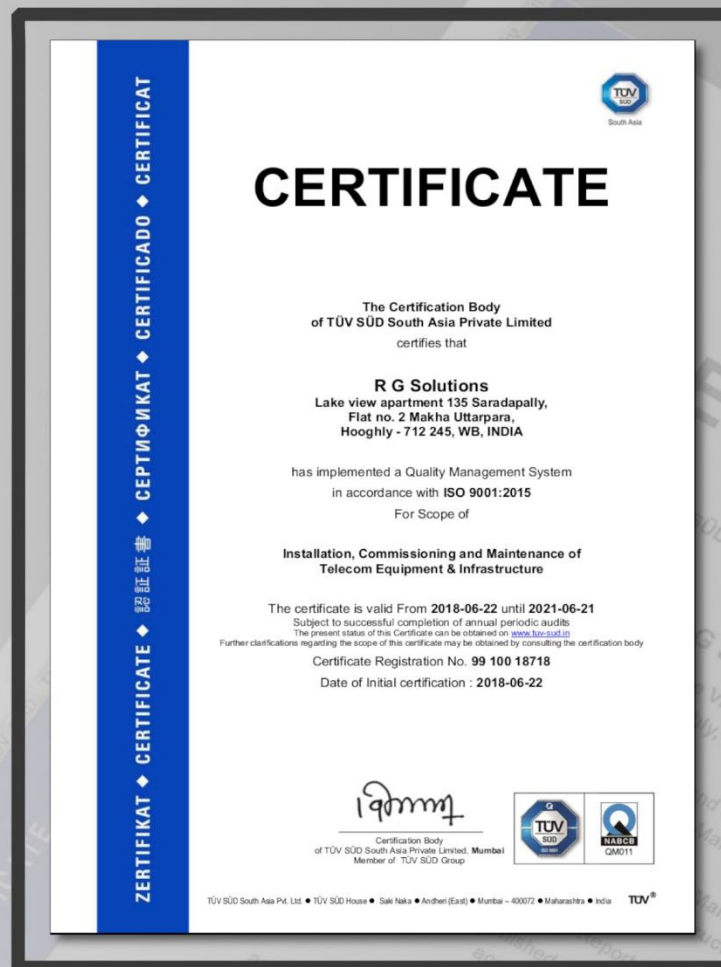 ZERTIFIKAT ◆ CERTIFICATE ◆ 認証証書 ◆ СЕРТИФИКАТ ◆ CERTIFICADO ◆ CERTIFICAT
TÜV
SÜD
South Asia
CERTIFICATE
The Certification Body
of TÜV SÜD South Asia Private Limited
certifies that
R G Solutions
Lake view apartment 135 Saradapally,
Flat no. 2 Makha Uttarpara,
Hooghly - 712 245, WB, INDIA
has implemented a Quality Management System
in accordance with ISO 9001:2015
For Scope of
Installation, Commissioning and Maintenance of
Telecom Equipment & Infrastructure
The certificate is valid From 2018-06-22 until 2021-06-21
Subject to successful completion of annual periodic audits
The present status of this Certificate can be obtained on www.tuv-sud.in
Further clarifications regarding the scope of this certificate may be obtained by consulting the certification body
Certificate Registration No. 99 100 18718
Date of Initial certification : 2018-06-22
Certification Body
of TÜV SÜD South Asia Private Limited, Mumbai
Member of TÜV SÜD Group
Q
TÜV
SÜD
ISO 9001
NABCB
QM011
TÜV SÜD South Asia Pvt. Ltd. ● TÜV SÜD House ● Saki Naka ● Andheri (East) ● Mumbai – 400072 ● Maharashtra ● India TÜV®